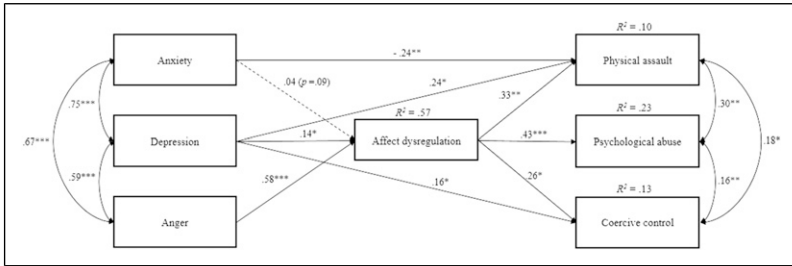 R² = .10
Anxiety
- .24**
Physical assault
.04 (p =.09)
.24*
.75***
.33**
.30**
R² = .57
R² = .23
.67***
Depression
.14*
Affect dysregulation
.43***
Psychological abuse
.18*
.59***
.58***
.16*
.26*
.16**
R² = .13
Anger
Coercive control